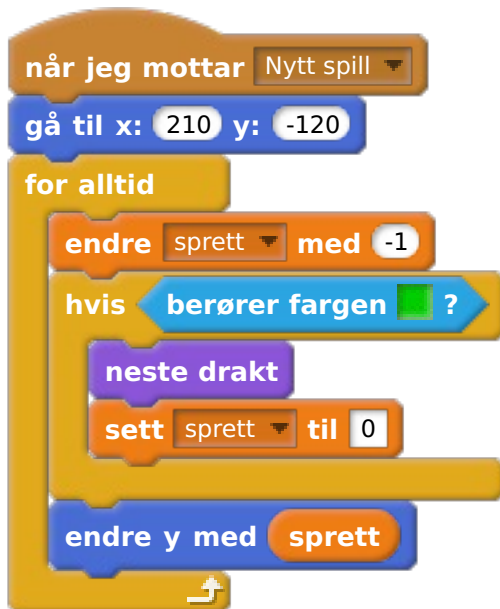 når jeg mottar Nytt spill
gå til x: 210 y: -120
for alltid
endre sprett med -1
hvis berører fargen ?
neste drakt
sett sprett til 0
endre y med sprett